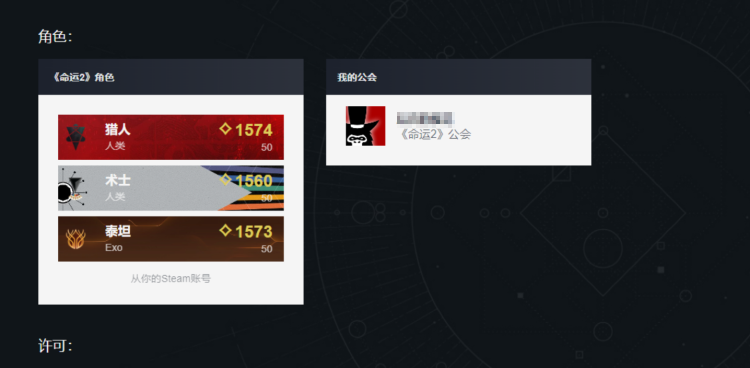 角色：
《命运2》角色
我的公会
猎人
1574
人类
50
术士
1560
人类
50
泰坦
1573
Exo
50
从你的Steam账号
《命运2》公会
许可：